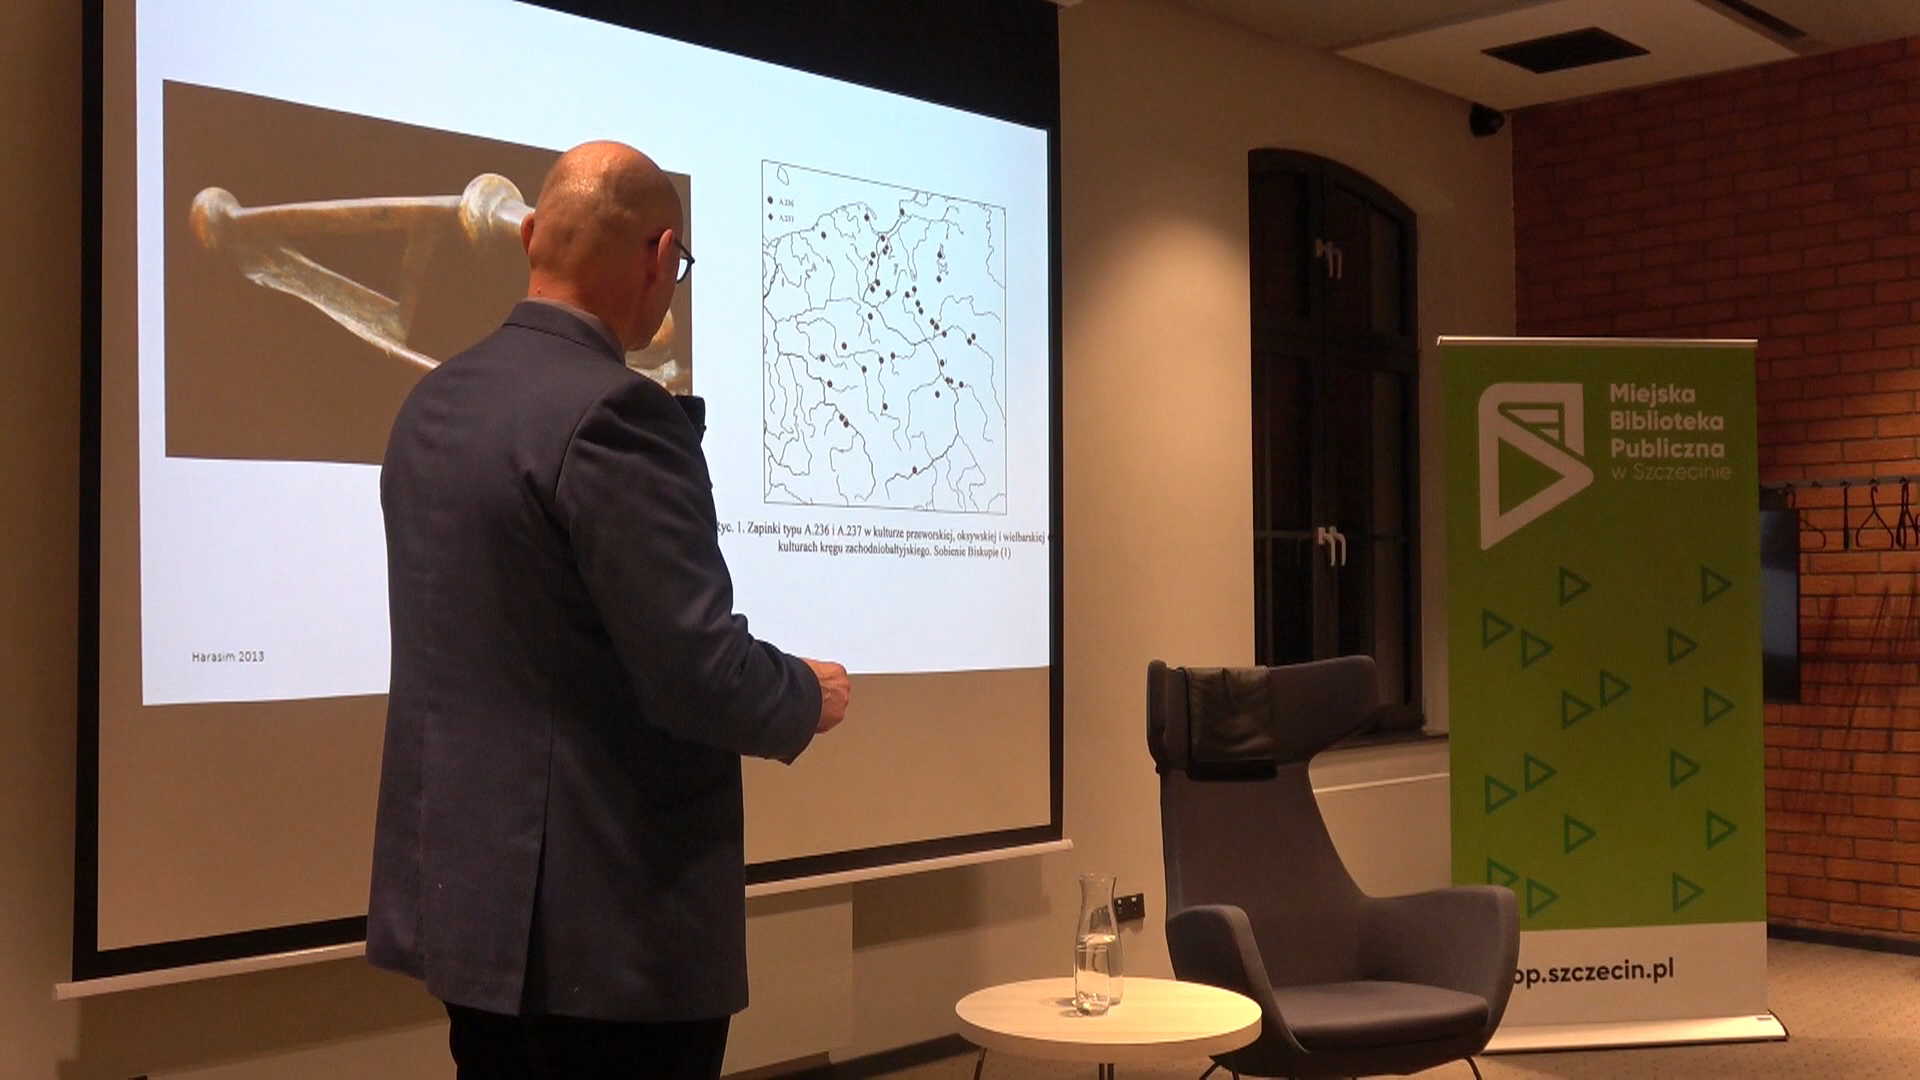 A.236
A.237
Ryc. 1. Zapinki typu A.236 i A.237 w kulturze przeworskiej, oksywskiej i wielbarskiej
kulturach kręgu zachodniobałtyjskiego. Sobienie Biskupie (1)
Harasim 2013
Miejska
Biblioteka
Publiczna
w Szczecinie
bp.szczecin.pl